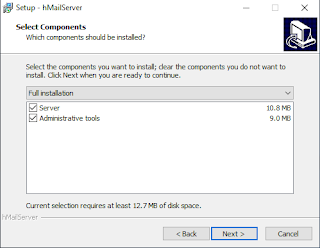 Setup - hMailServer
Select Components
Which components should be installed?
Select the components you want to install; clear the components you do not want to
install. Click Next when you are ready to continue.
Full installation
Server 10.8 MB
Administrative tools 9.0 MB
Current selection requires at least 12.7 MB of disk space.
hMailServer
< Back Next > Cancel